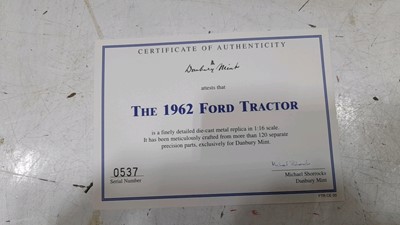 CERTIFICATE OF AUTHENTICITY
Danbury Mint
attests that
THE 1962 FORD TRACTOR
is a finely detailed die-cast metal replica in 1:16 scale.
It has been meticulously crafted from more than 120 separate
precision parts, exclusively for Danbury Mint.
0537
Serial Number
Michael Shorrocks
Danbury Mint